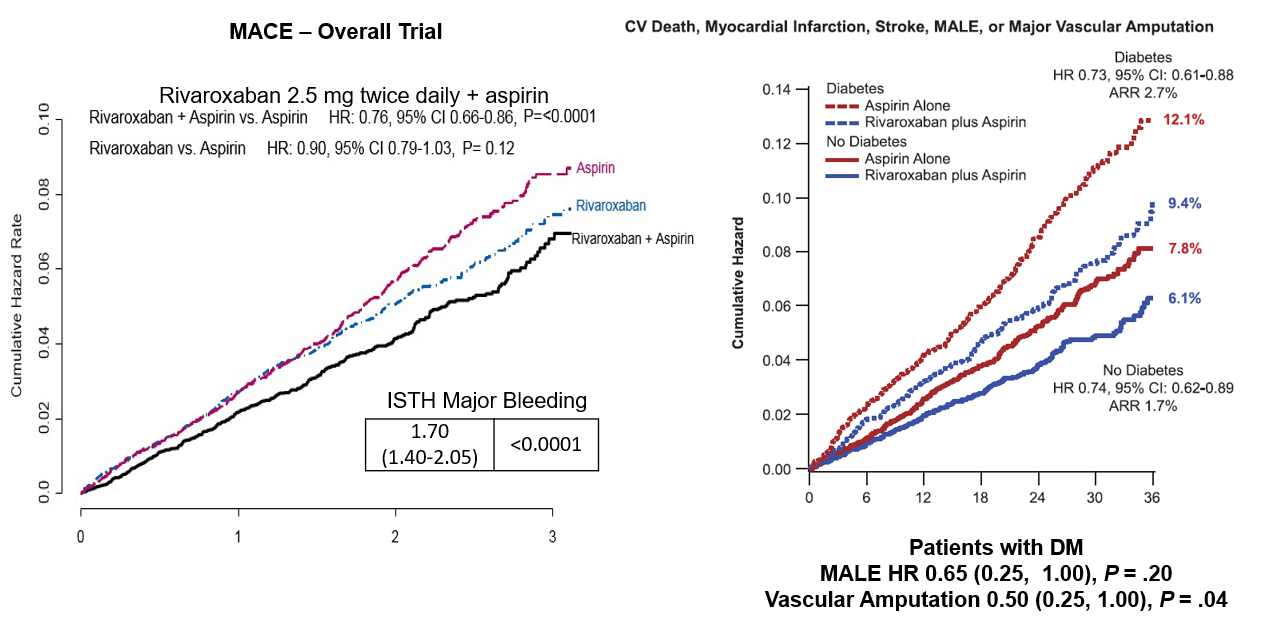 MACE – Overall Trial
Rivaroxaban 2.5 mg twice daily + aspirin
Rivaroxaban + Aspirin vs. Aspirin HR: 0.76, 95% CI 0.66-0.86, P=<0.0001
Rivaroxaban vs. Aspirin HR: 0.90, 95% CI 0.79-1.03, P= 0.12
Cumulative Hazard Rate
0.10
0.08
0.06
0.04
0.02
0.0
Aspirin
Rivaroxaban
Rivaroxaban + Aspirin
ISTH Major Bleeding
1.70
(1.40-2.05)
<0.0001
0 1 2 3
CV Death, Myocardial Infarction, Stroke, MALE, or Major Vascular Amputation
Diabetes
HR 0.73, 95% CI: 0.61-0.88
ARR 2.7%
Diabetes
Aspirin Alone
Rivaroxaban plus Aspirin
No Diabetes
Aspirin Alone
Rivaroxaban plus Aspirin
Cumulative Hazard
0.14
0.12
0.10
0.08
0.06
0.04
0.02
0.00
12.1%
9.4%
7.8%
6.1%
No Diabetes
HR 0.74, 95% CI: 0.62-0.89
ARR 1.7%
0 6 12 18 24 30 36
Patients with DM
MALE HR 0.65 (0.25, 1.00), P = .20
Vascular Amputation 0.50 (0.25, 1.00), P = .04